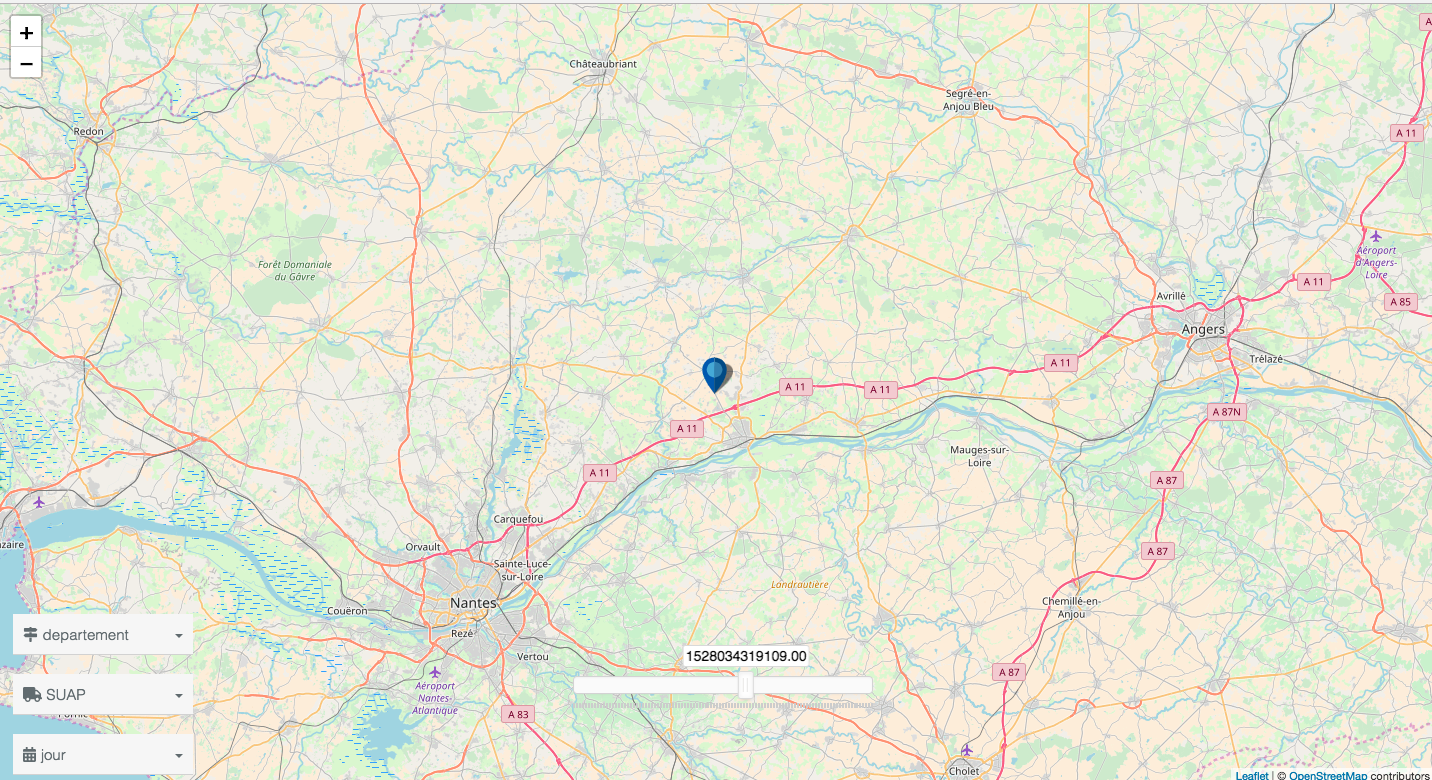 +
−
Châteaubriant
Segré-en-
Anjou Bleu
A
A 11
Redon
Forêt Domaniale
du Gâvre
Aéroport
d'Angers-
Loire
A 11
A 85
Avrillé
Angers
Trélazé
A 11
A 11
A 11
A 11
A 11
A 87N
Mauges-sur-
Loire
A 87
Carquefou
zaire
Orvault
Sainte-Luce-
sur-Loire
A 87
Landrautière
Couëron
Nantes
Chemillé-en-
Anjou
Rezé
departement
Vertou
1528034319109.00
A 87
SUAP
Aéroport
Nantes-
Atlantique
Pornic
A 83
jour
Cholet
Leaflet | © OpenStreetMap contributors